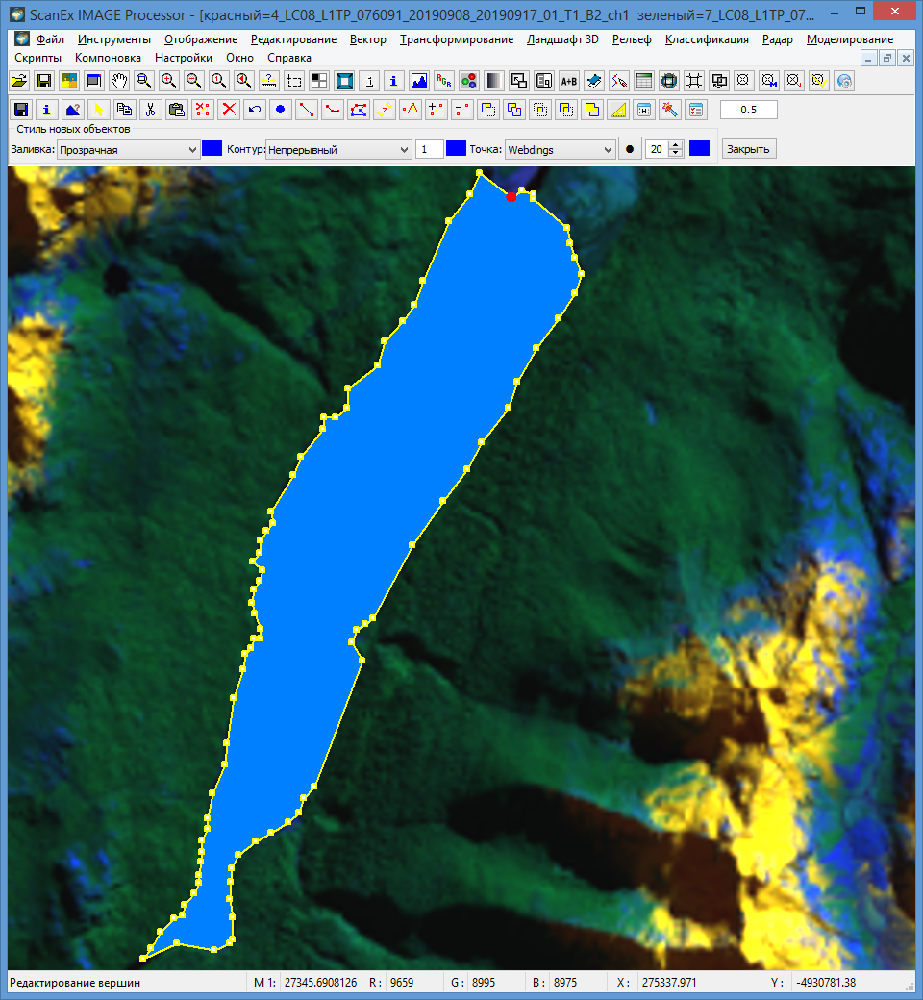 ScanEx IMAGE Processor - [красный=4_LC08_L1TP_076091_20190908_20190917_01_T1_B2_ch1 зеленый=7_LC08_L1TP_07...
Файл Инструменты Отображение Редактирование Вектор Трансформирование Ландшафт 3D Рельеф Классификация Радар Моделирование
Скрипты Компоновка Настройки Окно Справка
A+B
0.5
Стиль новых объектов
Заливка: Прозрачная Контур: Непрерывный 1 Точка: Webdings 20 Закрыть
Редактирование вершин M 1: 27345.6908126 R: 9659 G: 8995 B: 8975 X: 275337.971 Y: -4930781.38